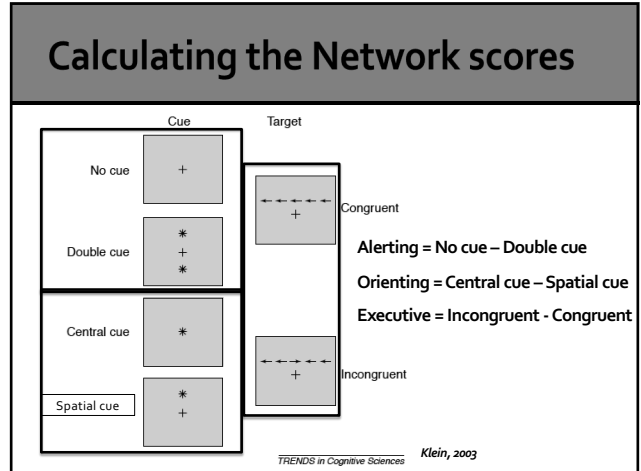 Calculating the Network scores
Cue
Target
No cue
Double cue
Central cue
Spatial cue
Congruent
Incongruent
Alerting = No cue – Double cue
Orienting = Central cue – Spatial cue
Executive = Incongruent - Congruent
TRENDS in Cognitive Sciences
Klein, 2003